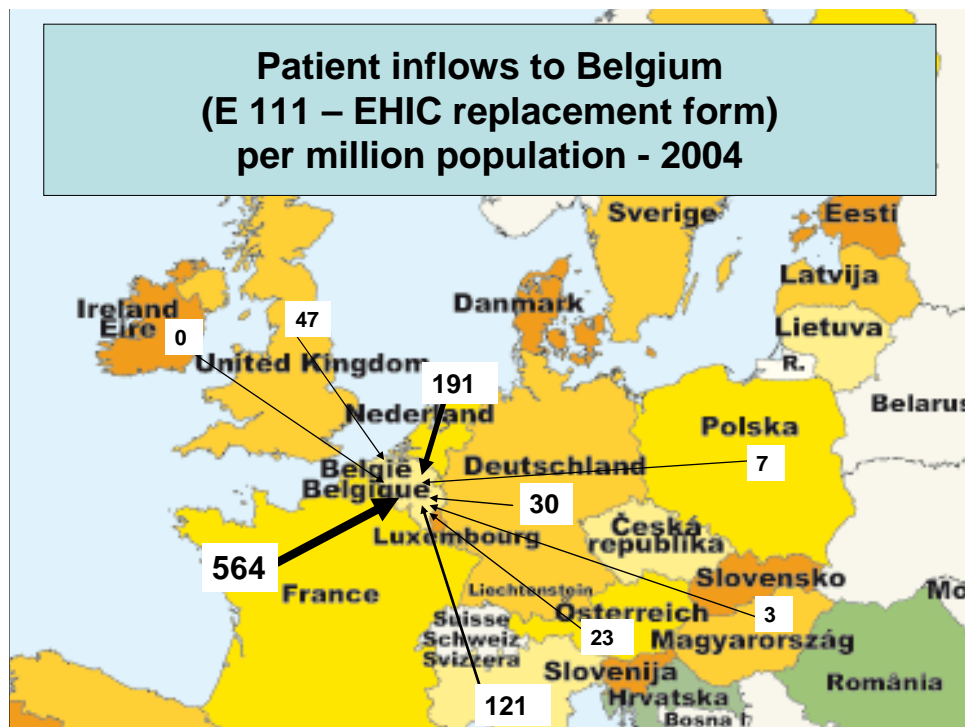 Patient inflows to Belgium
(E 111 – EHIC replacement form)
per million population - 2004
Sverige
Eesti
Latvija
Danmark
Ireland
Eire
0
47
Lietuva
R.
United Kingdom
191
Nederland
Belarus
Polska
7
België
Belgique
Deutschland
30
Česká
republika
Luxembourg
564
France
Slovensko
Liechtenstein
Österreich
3
Mo
Suisse
Schweiz
Svizzera
23
Magyarország
Slovenija
România
Hrvatska
121
Bosna i